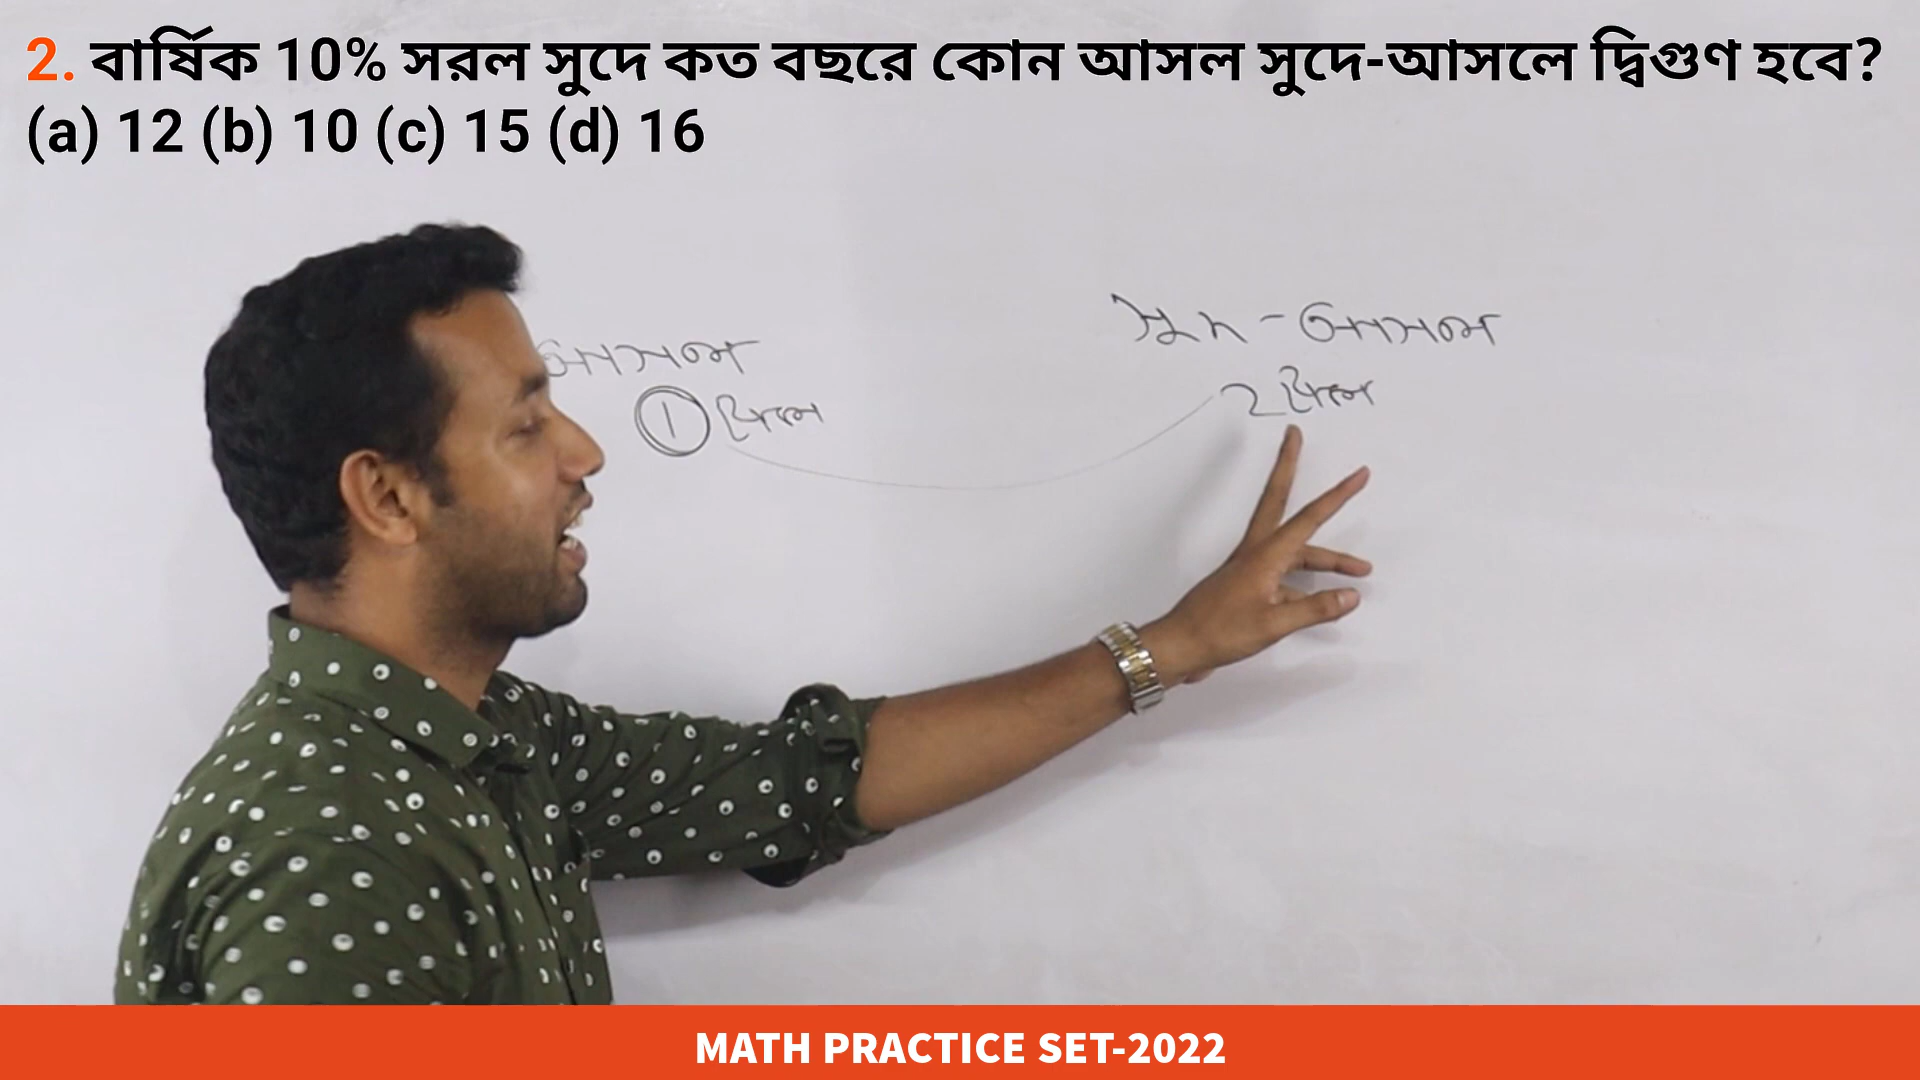 2. বার্ষিক 10% সরল সুদে কত বছরে কোন আসল সুদে-আসলে দ্বিগুণ হবে?
(a) 12 (b) 10 (c) 15 (d) 16
আসল
সুদ - আসল
1
2
MATH PRACTICE SET-2022